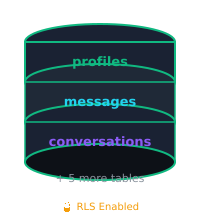 profiles
messages
conversations
+ 5 more tables
RLS Enabled